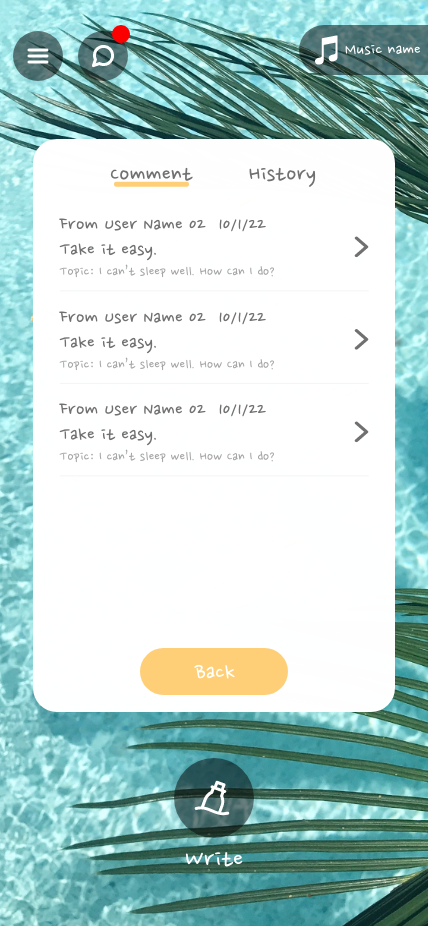 Music name
Comment History
From User Name 02 10/1/22
Take it easy.
Topic: I can't sleep well. How can I do?
From User Name 02 10/1/22
Take it easy.
Topic: I can't sleep well. How can I do?
From User Name 02 10/1/22
Take it easy.
Topic: I can't sleep well. How can I do?
Back
Write